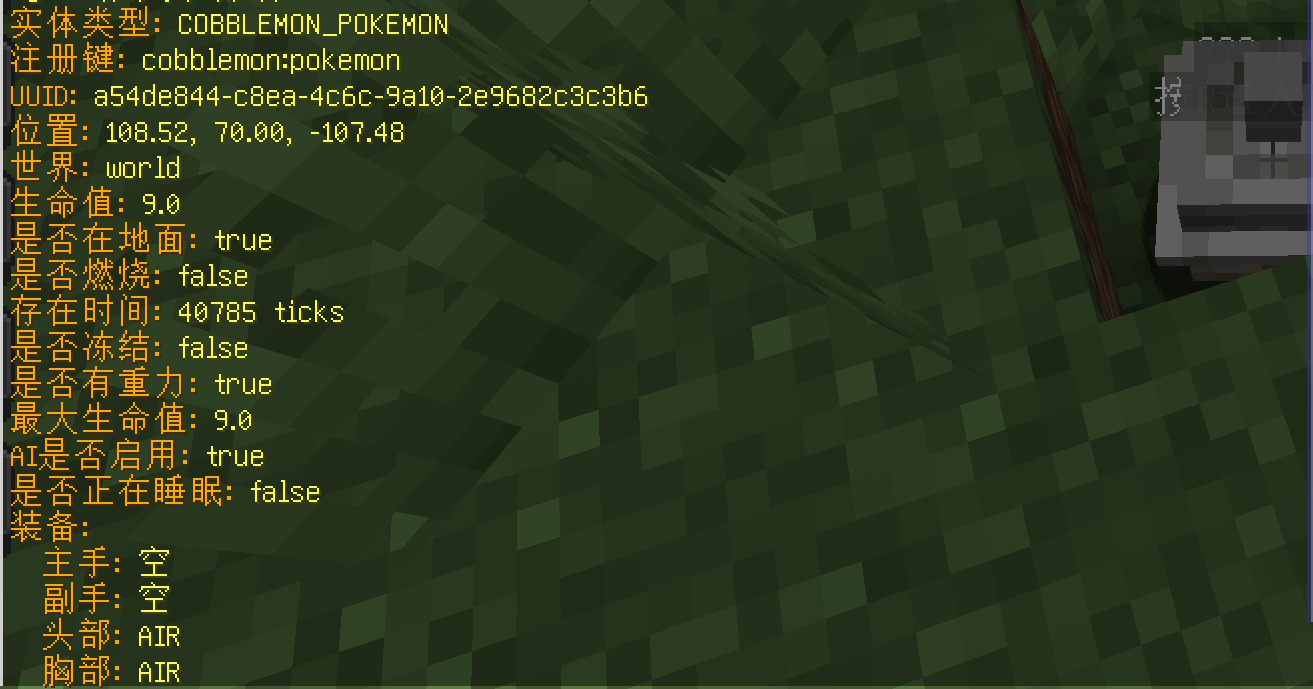 实体类型: COBBLEMON_POKEMON
注册键: cobblemon:pokemon
UUID: a54de844-c8ea-4c6c-9a10-2e9682c3c3b6
位置: 108.52, 70.00, -107.48
世界: world
生命值: 9.0
是否在地面: true
是否燃烧: false
存在时间: 40785 ticks
是否冻结: false
是否有重力: true
最大生命值: 9.0
AI是否启用: true
是否正在睡眠: false
装备:
主手: 空
副手: 空
头部: AIR
胸部: AIR